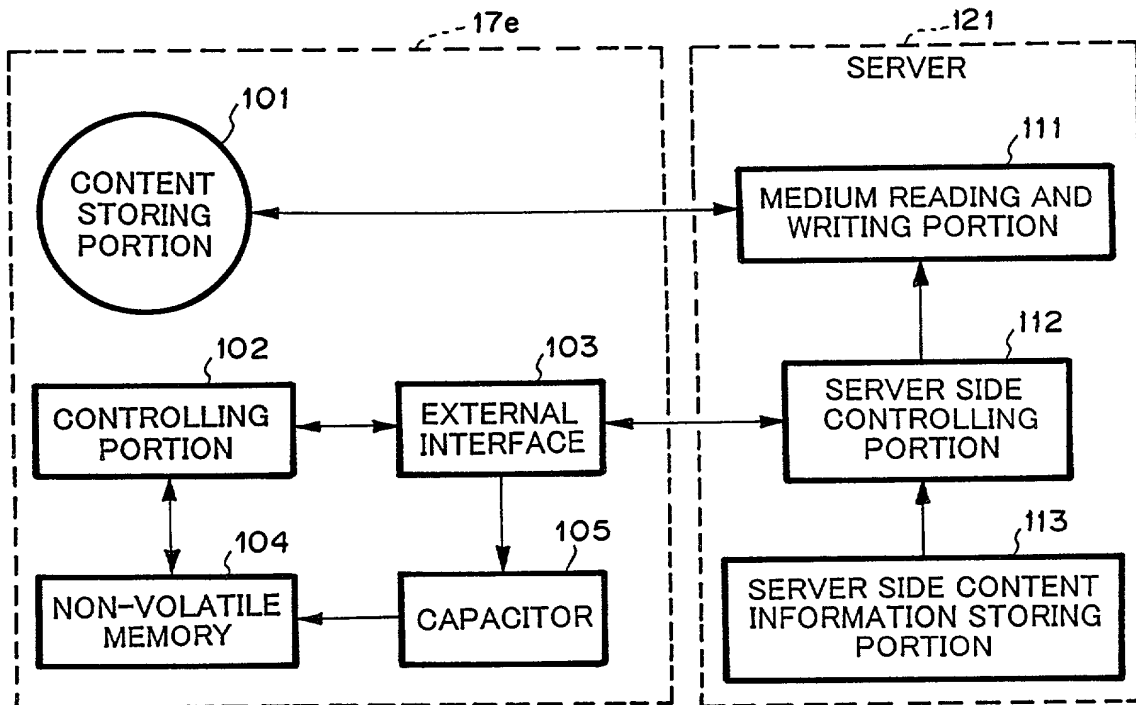 17e
121
SERVER
101
CONTENT
STORING
PORTION
111
MEDIUM READING AND
WRITING PORTION
102
CONTROLLING
PORTION
103
EXTERNAL
INTERFACE
112
SERVER SIDE
CONTROLLING
PORTION
104
NON-VOLATILE
MEMORY
105
CAPACITOR
113
SERVER SIDE CONTENT
INFORMATION STORING
PORTION